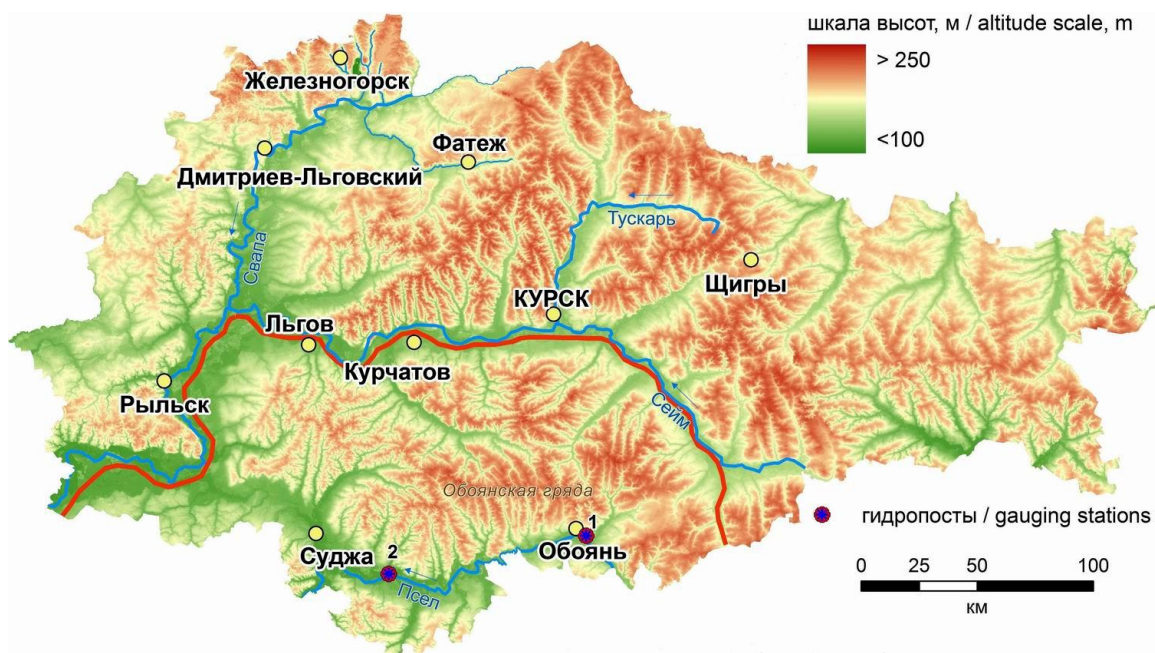 шкала высот, м / altitude scale, m
> 250
<100
Железногорск
Фатеж
Дмитриев-Льговский
Тускарь
Свапа
Щигры
КУРСК
Льгов
Курчатов
Рыльск
Сейм
Обоянская гряда
гидропосты / gauging stations
1
Обоянь
Суджа
2
Псел
0 25 50 100
км